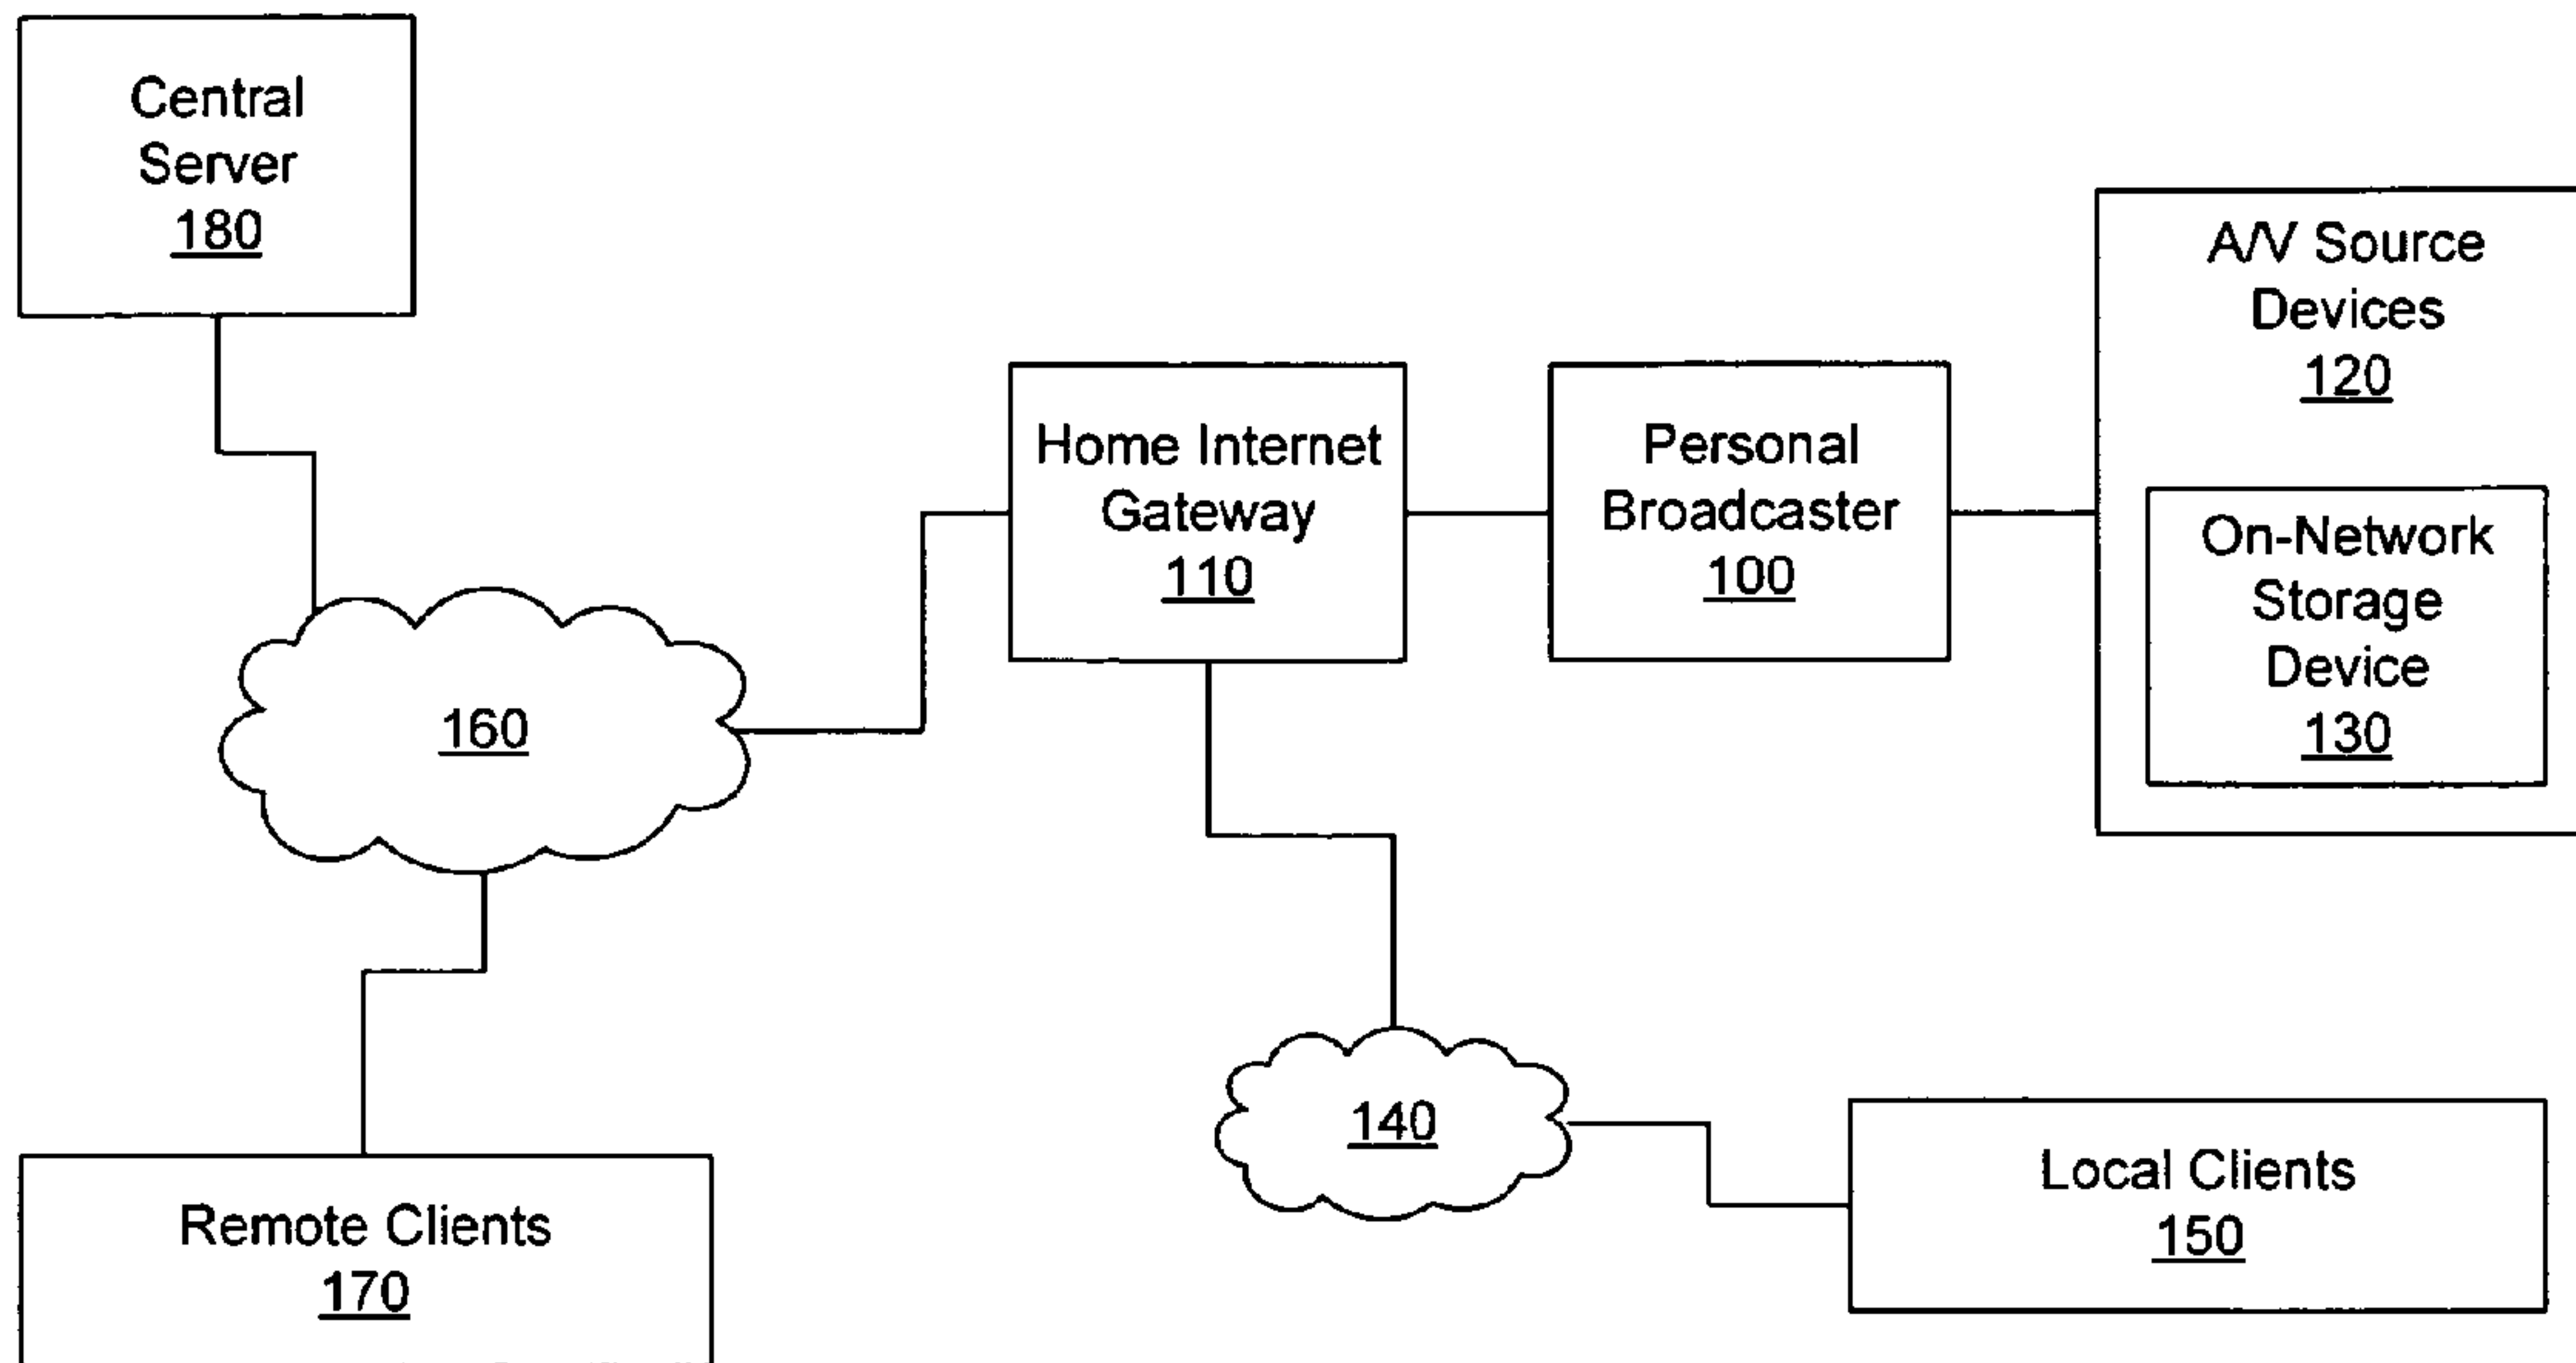 Central
Server
180
A/V Source
Devices
120
Home Internet
Gateway
110
Personal
Broadcaster
100
On-Network
Storage
Device
130
160
140
Local Clients
150
Remote Clients
170